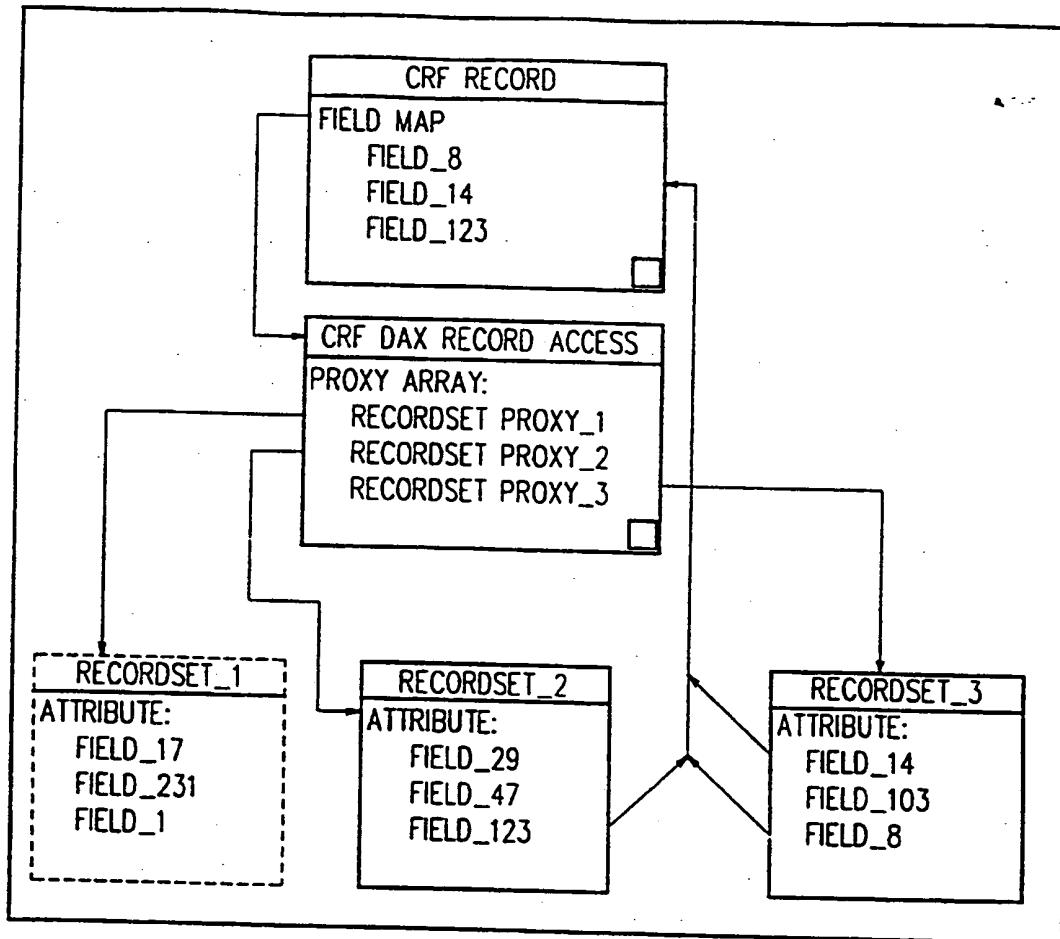 CRF RECORD
FIELD MAP
FIELD_8
FIELD_14
FIELD_123
CRF DAX RECORD ACCESS
PROXY ARRAY:
RECORDSET PROXY_1
RECORDSET PROXY_2
RECORDSET PROXY_3
RECORDSET_1
ATTRIBUTE:
FIELD_17
FIELD_231
FIELD_1
RECORDSET_2
ATTRIBUTE:
FIELD_29
FIELD_47
FIELD_123
RECORDSET_3
ATTRIBUTE:
FIELD_14
FIELD_103
FIELD_8